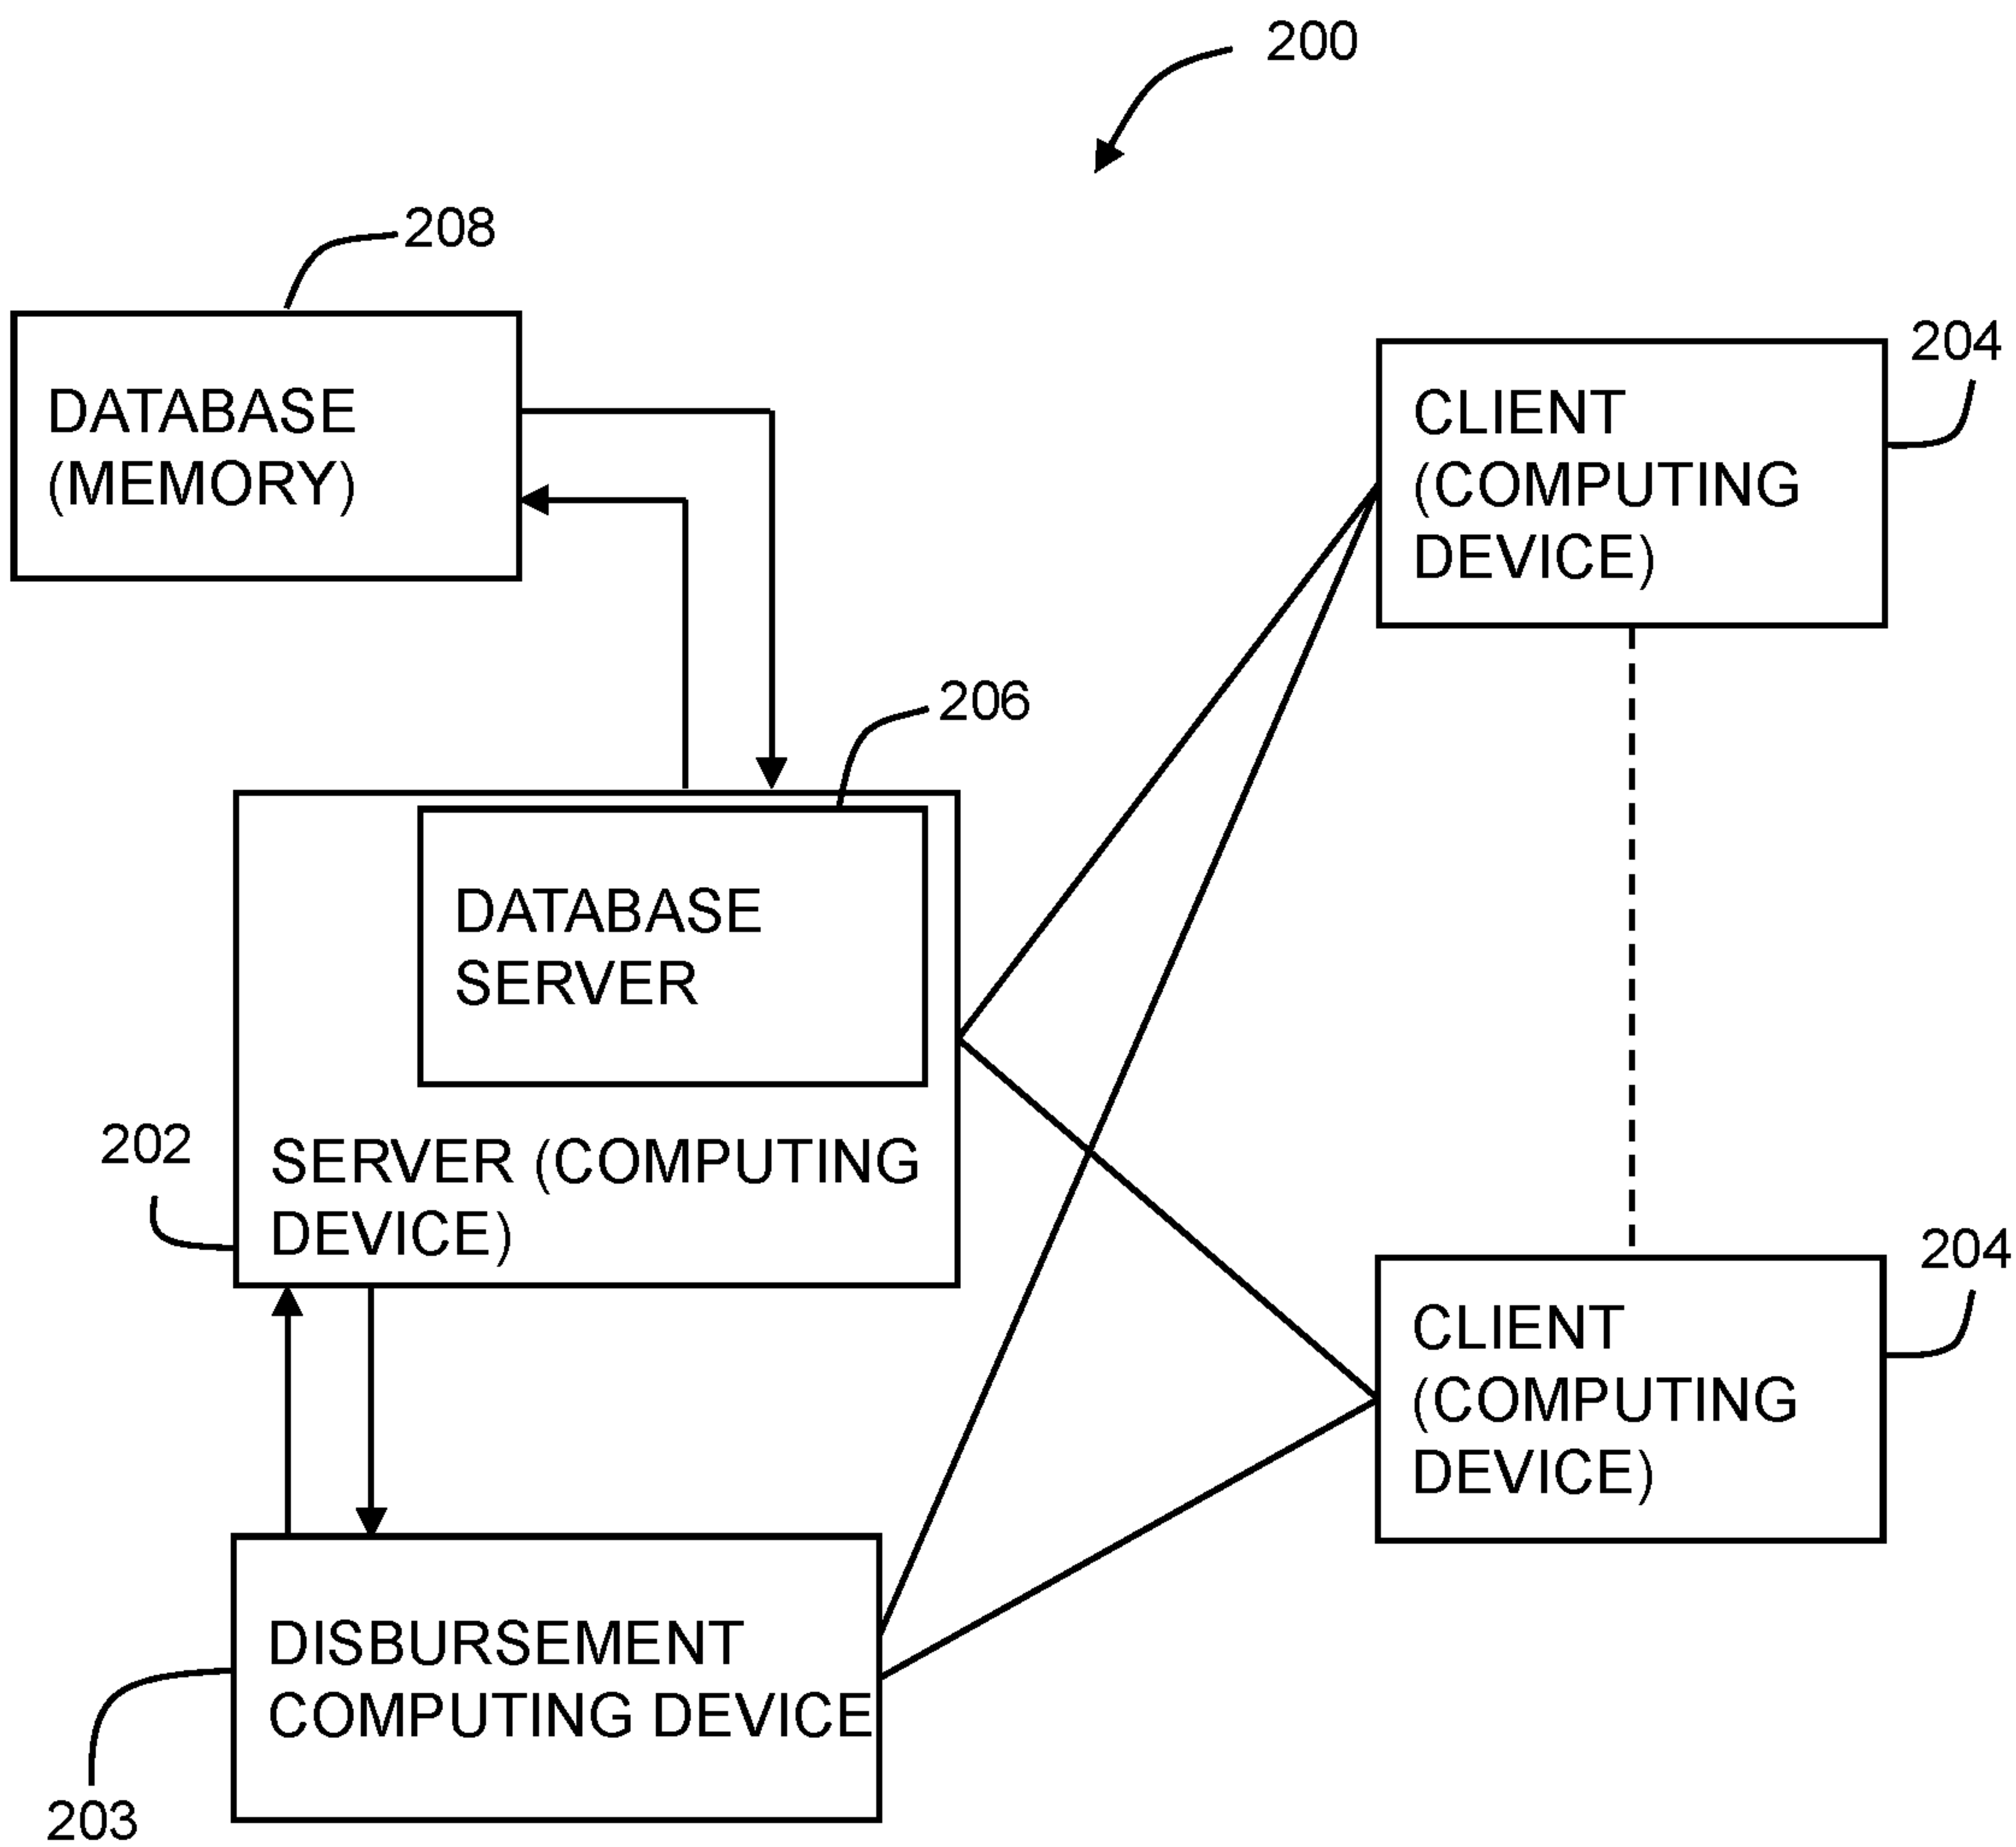 200
208
DATABASE
(MEMORY)
204
CLIENT
(COMPUTING
DEVICE)
206
DATABASE
SERVER
202
SERVER (COMPUTING
DEVICE)
204
CLIENT
(COMPUTING
DEVICE)
DISBURSEMENT
COMPUTING DEVICE
203